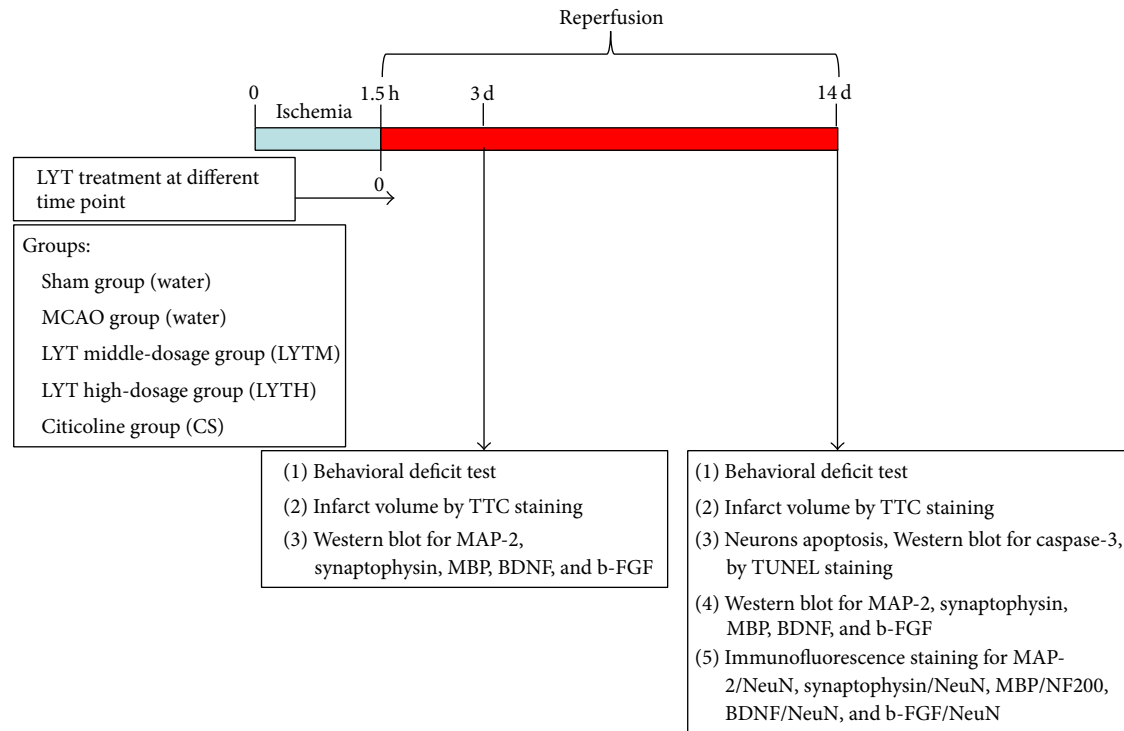 Reperfusion
0
1.5 h
3 d
14 d
Ischemia
0
LYT treatment at different
time point
Groups:
Sham group (water)
MCAO group (water)
LYT middle-dosage group (LYTM)
LYT high-dosage group (LYTH)
Citicoline group (CS)
(1) Behavioral deficit test
(2) Infarct volume by TTC staining
(3) Western blot for MAP-2,
synaptophysin, MBP, BDNF, and b-FGF
(1) Behavioral deficit test
(2) Infarct volume by TTC staining
(3) Neurons apoptosis, Western blot for caspase-3,
by TUNEL staining
(4) Western blot for MAP-2, synaptophysin,
MBP, BDNF, and b-FGF
(5) Immunofluorescence staining for MAP-
2/NeuN, synaptophysin/NeuN, MBP/NF200,
BDNF/NeuN, and b-FGF/NeuN